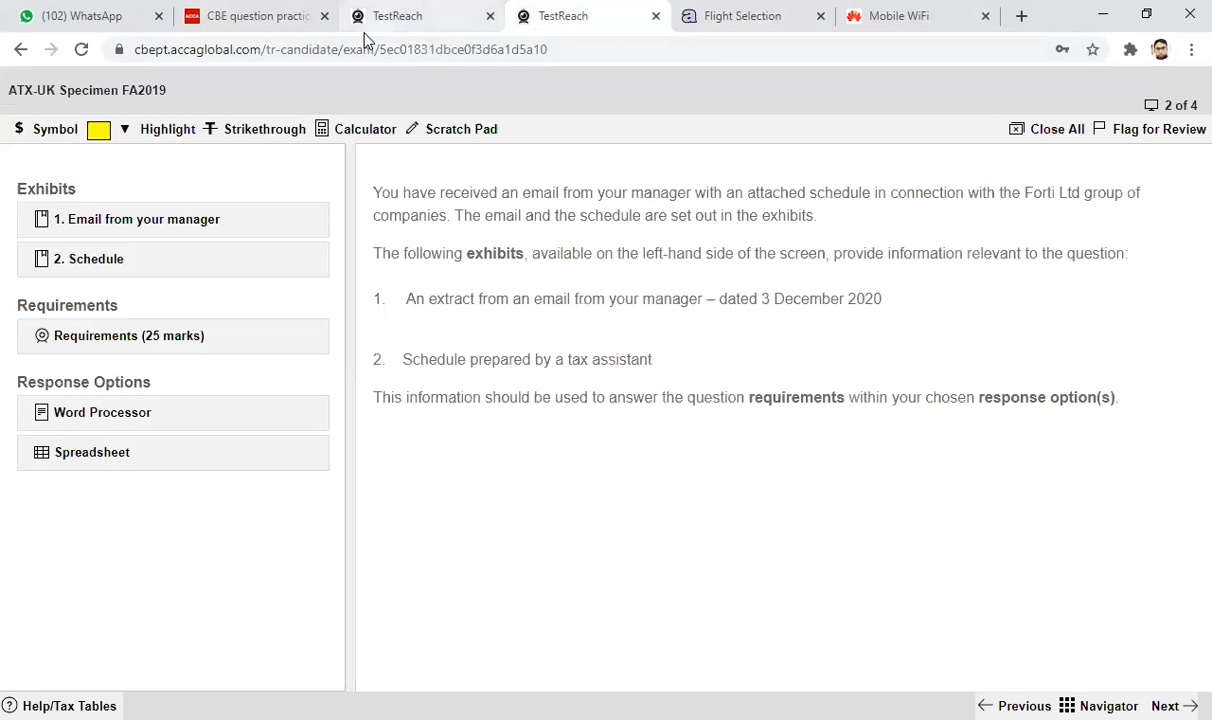 (102) WhatsApp
CBE question practic
TestReach
TestReach
Flight Selection
Mobile WiFi
cbept.accaglobal.com/tr-candidate/exam/5ec01831dbce0f3d6a1d5a10
ATX-UK Specimen FA2019
2 of 4
$ Symbol Highlight Strikethrough Calculator Scratch Pad Close All Flag for Review
Exhibits
1. Email from your manager
2. Schedule
Requirements
Requirements (25 marks)
Response Options
Word Processor
Spreadsheet
You have received an email from your manager with an attached schedule in connection with the Forti Ltd group of
companies. The email and the schedule are set out in the exhibits.
The following exhibits, available on the left-hand side of the screen, provide information relevant to the question:
1. An extract from an email from your manager – dated 3 December 2020
2. Schedule prepared by a tax assistant
This information should be used to answer the question requirements within your chosen response option(s).
Help/Tax Tables
Previous Navigator Next